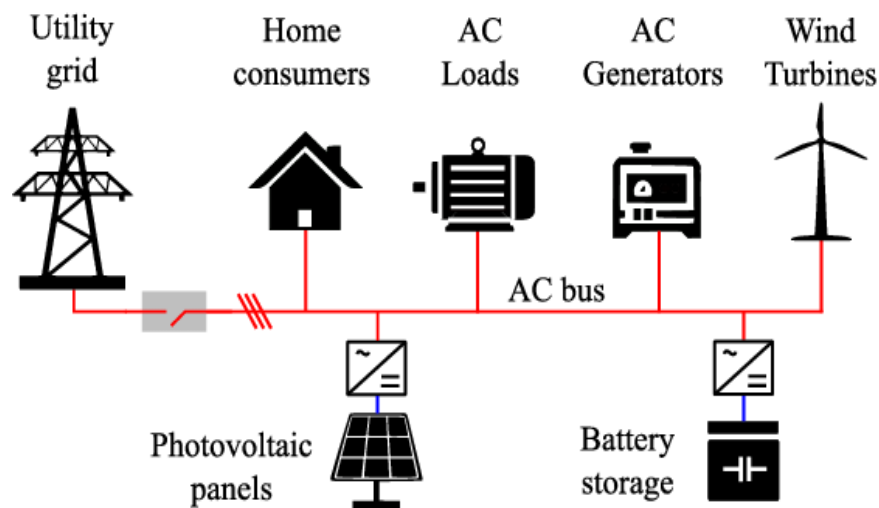 Utility
grid
Home
consumers
AC
Loads
AC
Generators
Wind
Turbines
AC bus
Photovoltaic
panels
Battery
storage